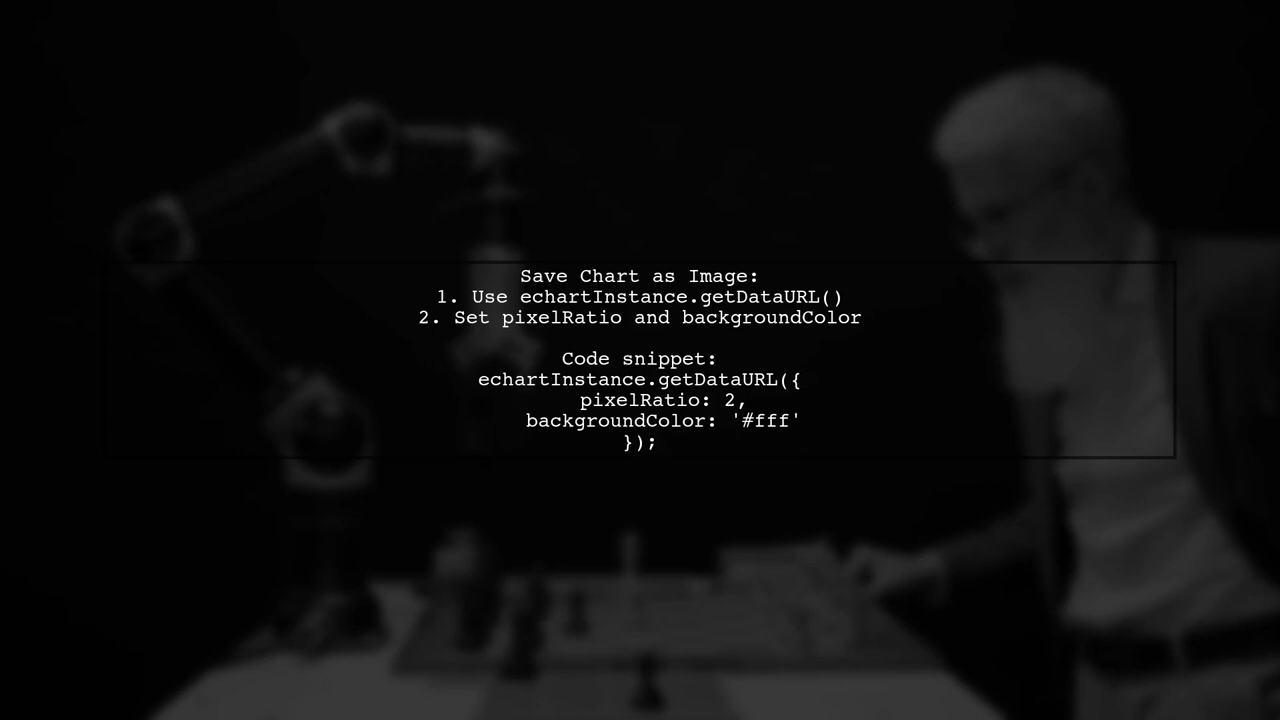 Save Chart as Image:
1. Use echartInstance.getDataURL()
2. Set pixelRatio and backgroundColor

Code snippet:
echartInstance.getDataURL({
    pixelRatio: 2,
    backgroundColor: '#fff'
});